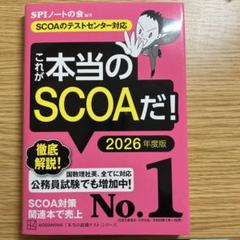 SPIノートの会 編著
SCOAのテストセンター対応
これが
本当の
SCOAだ!
2026年度版
徹底
解説!
国数理社英、全てに対応
公務員試験でも増加中!
SCOA対策
関連本で売上
No.1
KODANSHA